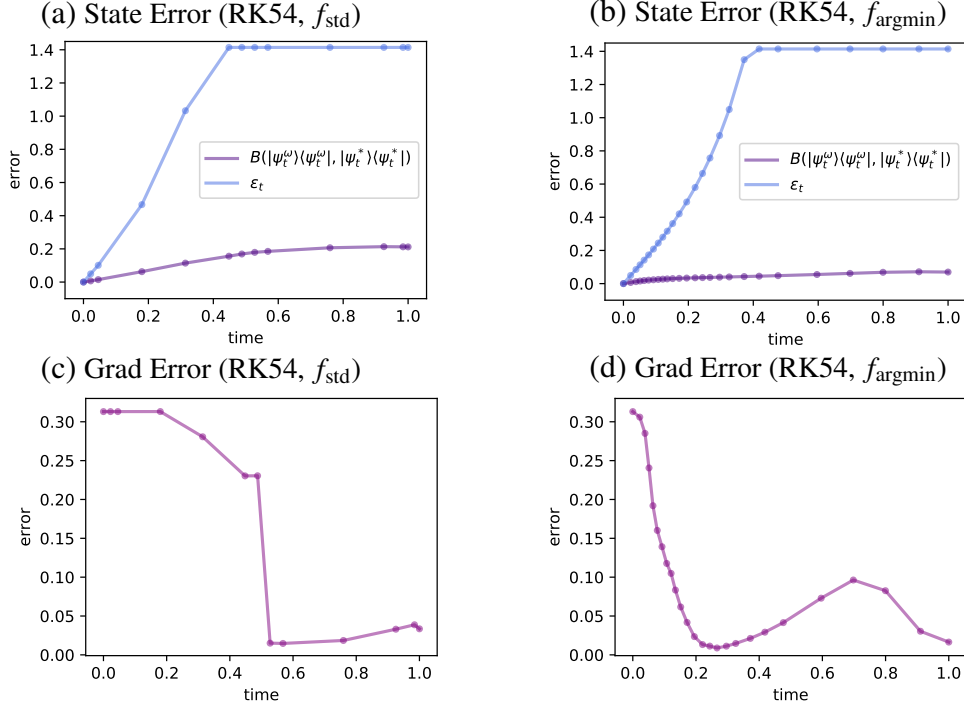 (a) State Error (RK54, f_std)
1.4
1.2
1.0
0.8
0.6
0.4
0.2
0.0
error
B(|ψ_t^ω⟩⟨ψ_t^ω|, |ψ_t^*⟩⟨ψ_t^*|)
ε_t
0.0 0.2 0.4 0.6 0.8 1.0
time
(b) State Error (RK54, f_argmin)
1.4
1.2
1.0
0.8
0.6
0.4
0.2
0.0
error
B(|ψ_t^ω⟩⟨ψ_t^ω|, |ψ_t^*⟩⟨ψ_t^*|)
ε_t
0.0 0.2 0.4 0.6 0.8 1.0
time
(c) Grad Error (RK54, f_std)
0.30
0.25
0.20
0.15
0.10
0.05
0.00
error
0.0 0.2 0.4 0.6 0.8 1.0
time
(d) Grad Error (RK54, f_argmin)
0.30
0.25
0.20
0.15
0.10
0.05
0.00
error
0.0 0.2 0.4 0.6 0.8 1.0
time